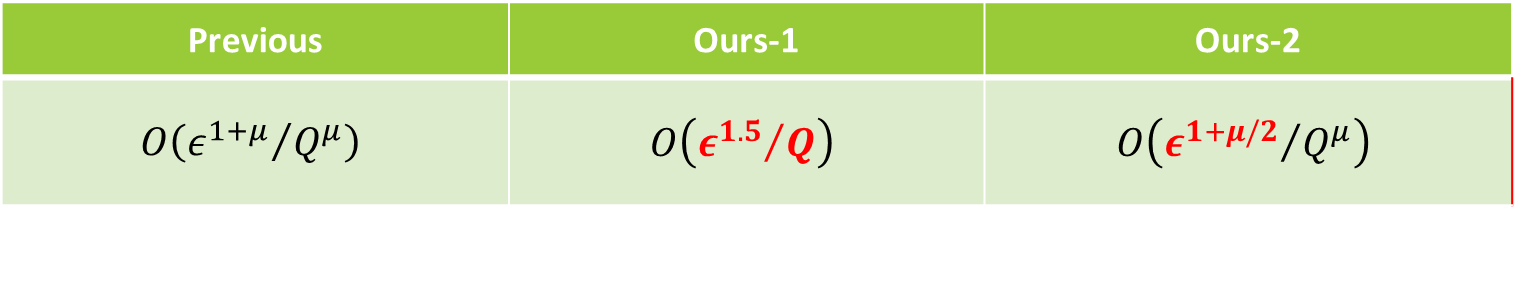 Previous Ours-1 Ours-2
𝑂(𝜖^{1+𝜇}/𝑄^𝜇) 𝑂(𝝐^{𝟏.𝟓}/𝑸) 𝑂(𝝐^{𝟏+𝝁/𝟐}/𝑄^𝜇)